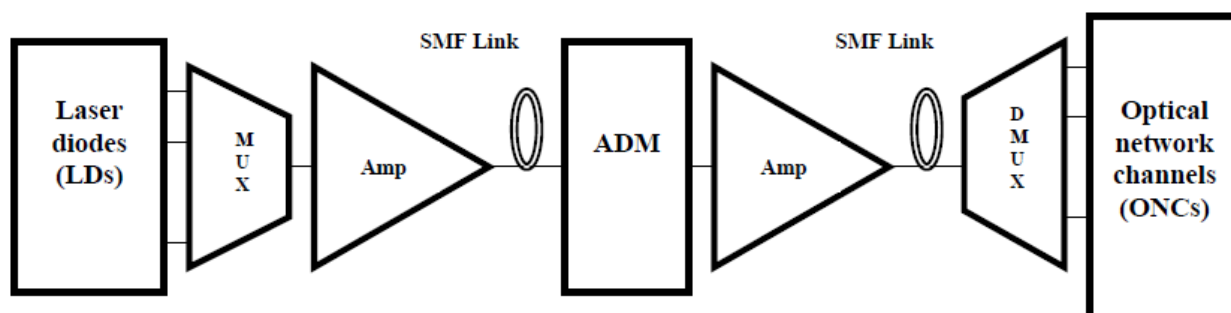 Laser
diodes
(LDs)
M
U
X
Amp
SMF Link
ADM
Amp
SMF Link
D
M
U
X
Optical
network
channels
(ONCs)